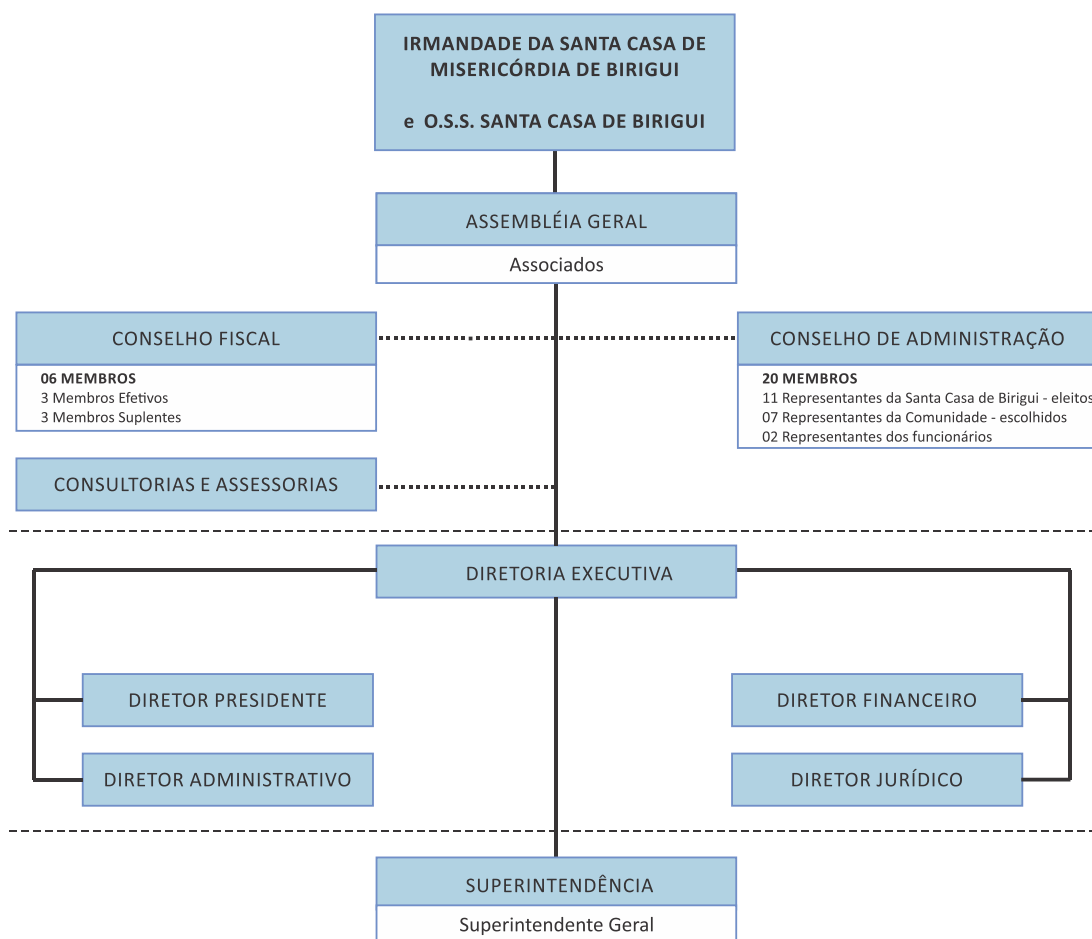 IRMANDADE DA SANTA CASA DE
MISERICÓRDIA DE BIRIGUI
e O.S.S. SANTA CASA DE BIRIGUI
ASSEMBLÉIA GERAL
Associados
CONSELHO FISCAL
06 MEMBROS
3 Membros Efetivos
3 Membros Suplentes
CONSELHO DE ADMINISTRAÇÃO
20 MEMBROS
11 Representantes da Santa Casa de Birigui - eleitos
07 Representantes da Comunidade - escolhidos
02 Representantes dos funcionários
CONSULTORIAS E ASSESSORIAS
DIRETORIA EXECUTIVA
DIRETOR PRESIDENTE
DIRETOR FINANCEIRO
DIRETOR ADMINISTRATIVO
DIRETOR JURÍDICO
SUPERINTENDÊNCIA
Superintendente Geral